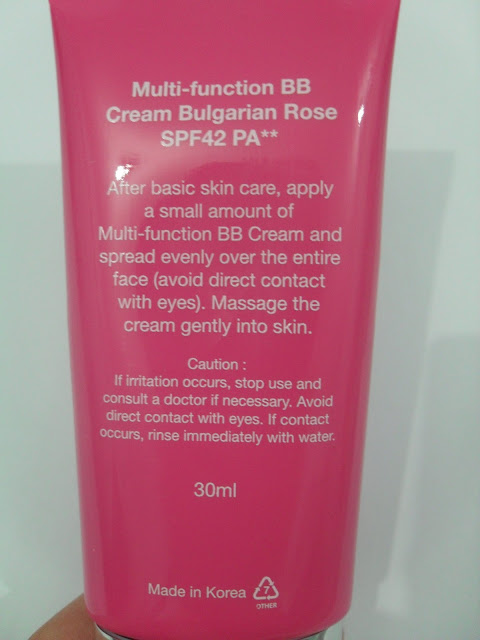 Multi-function BB
Cream Bulgarian Rose
SPF42 PA**
After basic skin care, apply
a small amount of
Multi-function BB Cream and
spread evenly over the entire
face (avoid direct contact
with eyes). Massage the
cream gently into skin.
Caution :
If irritation occurs, stop use and
consult a doctor if necessary. Avoid
direct contact with eyes. If contact
occurs, rinse immediately with water.
30ml
Made in Korea 7
OTHER